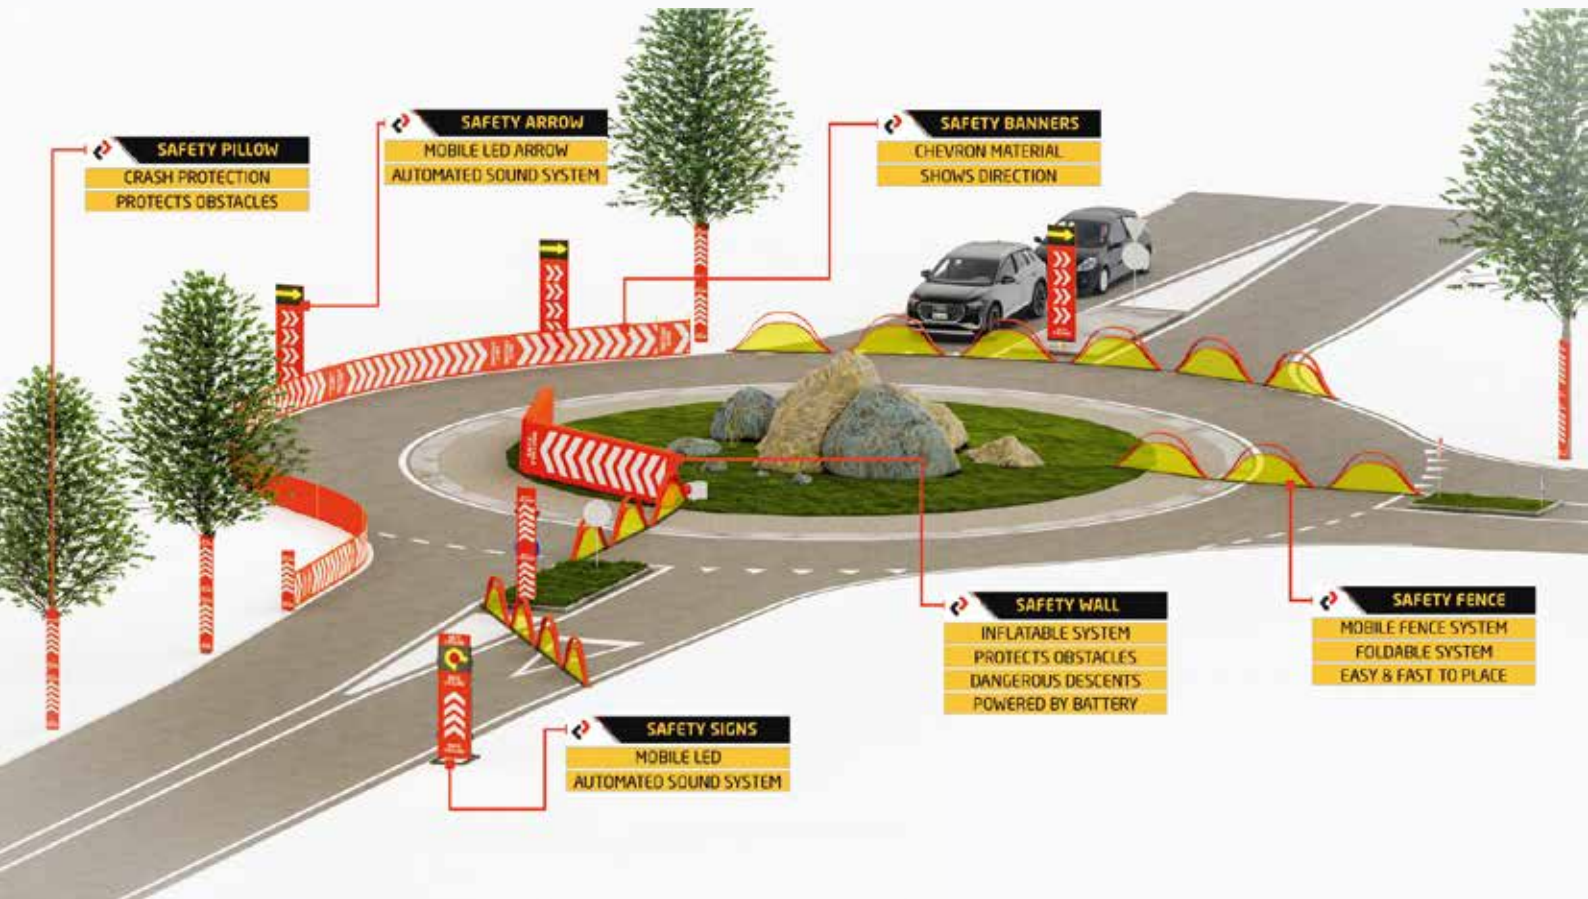 SAFETY PILLOW
CRASH PROTECTION
PROTECTS OBSTACLES
SAFETY ARROW
MOBILE LED ARROW
AUTOMATED SOUND SYSTEM
SAFETY BANNERS
CHEVRON MATERIAL
SHOWS DIRECTION
SAFETY WALL
INFLATABLE SYSTEM
PROTECTS OBSTACLES
DANGEROUS DESCENTS
POWERED BY BATTERY
SAFETY FENCE
MOBILE FENCE SYSTEM
FOLDABLE SYSTEM
EASY & FAST TO PLACE
SAFETY SIGNS
MOBILE LED
AUTOMATED SOUND SYSTEM